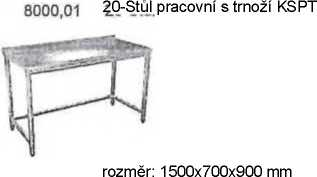 8000,01
20-Stůl pracovní s trnoží KSPT
rozměr: 1500x700x900 mm